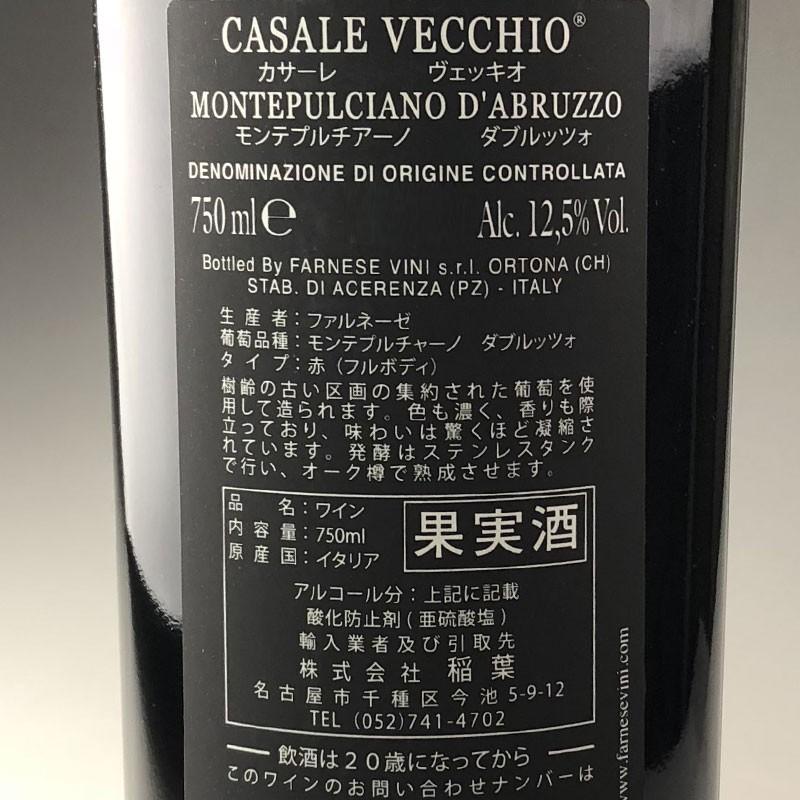 CASALE VECCHIO®
カサーレ ヴェッキオ
MONTEPULCIANO D'ABRUZZO
モンテプルチアーノ ダブルッツォ
DENOMINAZIONE DI ORIGINE CONTROLLATA
750 ml ℮ Alc. 12,5% Vol.
Bottled By FARNESE VINI s.r.l. ORTONA (CH)
STAB. DI ACERENZA (PZ) - ITALY
生産者：ファルネーゼ
葡萄品種：モンテプルチャーノ ダブルッツォ
タイプ：赤（フルボディ）
樹齢の古い区画の集約された葡萄を使
用して造られます。色も濃く、香りも際
立っており、味わいは驚くほど凝縮さ
れています。発酵はステンレスタンク
で行い、オーク樽で熟成させます。
品名：ワイン
内容量：750ml
原産国：イタリア
果実酒
アルコール分：上記に記載
酸化防止剤（亜硫酸塩）
輸入業者及び引取先
株式会社 稲葉
名古屋市千種区今池 5-9-12
TEL (052)741-4702
飲酒は２０歳になってから
このワインのお問い合わせナンバーは
www.farnesevini.com